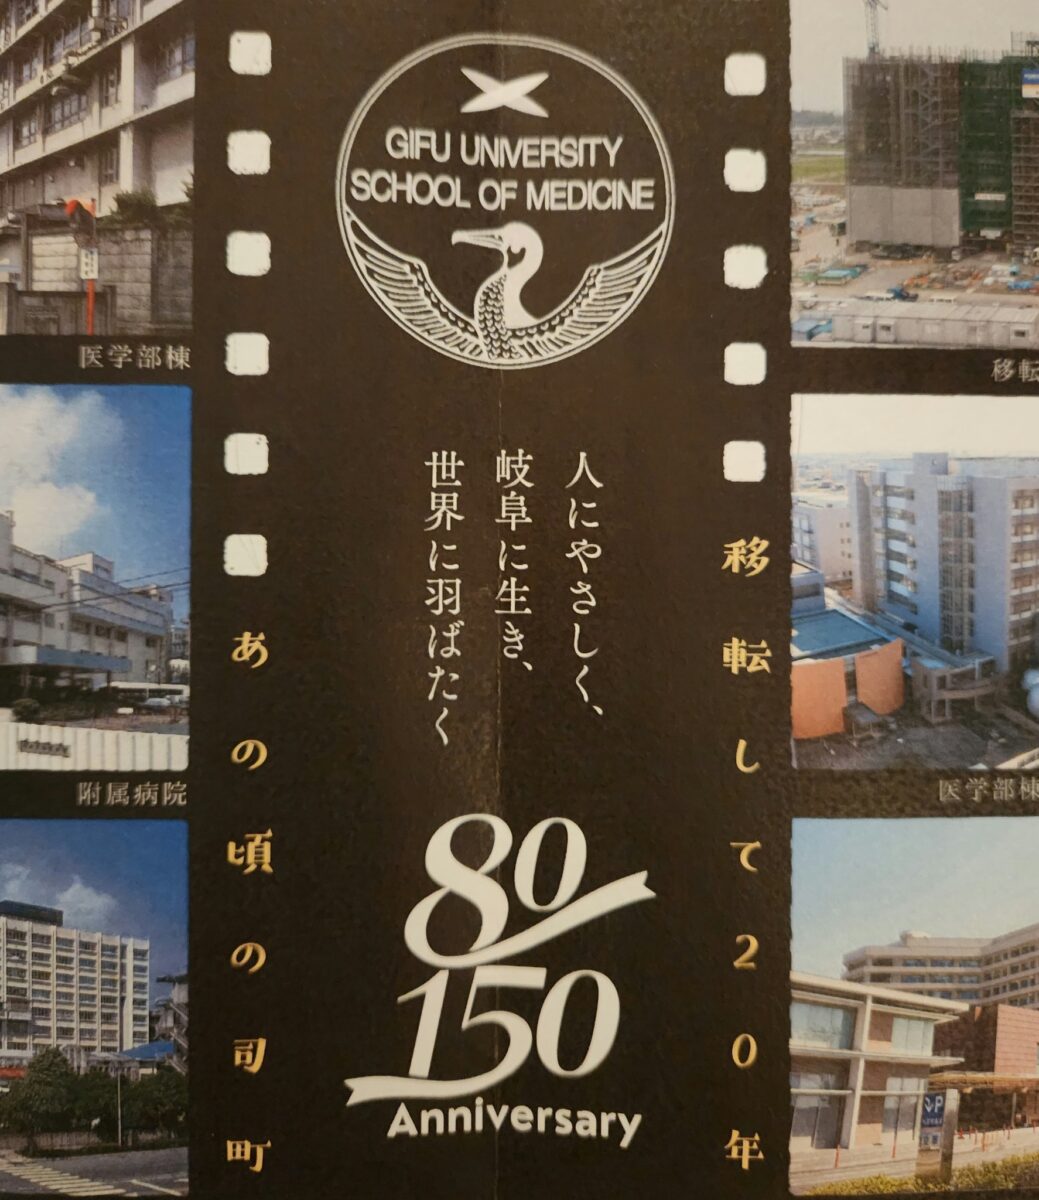 GIFU UNIVERSITY
SCHOOL OF MEDICINE
人にやさしく、
岐阜に生き、
世界に羽ばたく
80
150
Anniversary
あの頃の司町
医学部棟
附属病院
移転して20年
移転
医学部棟
P